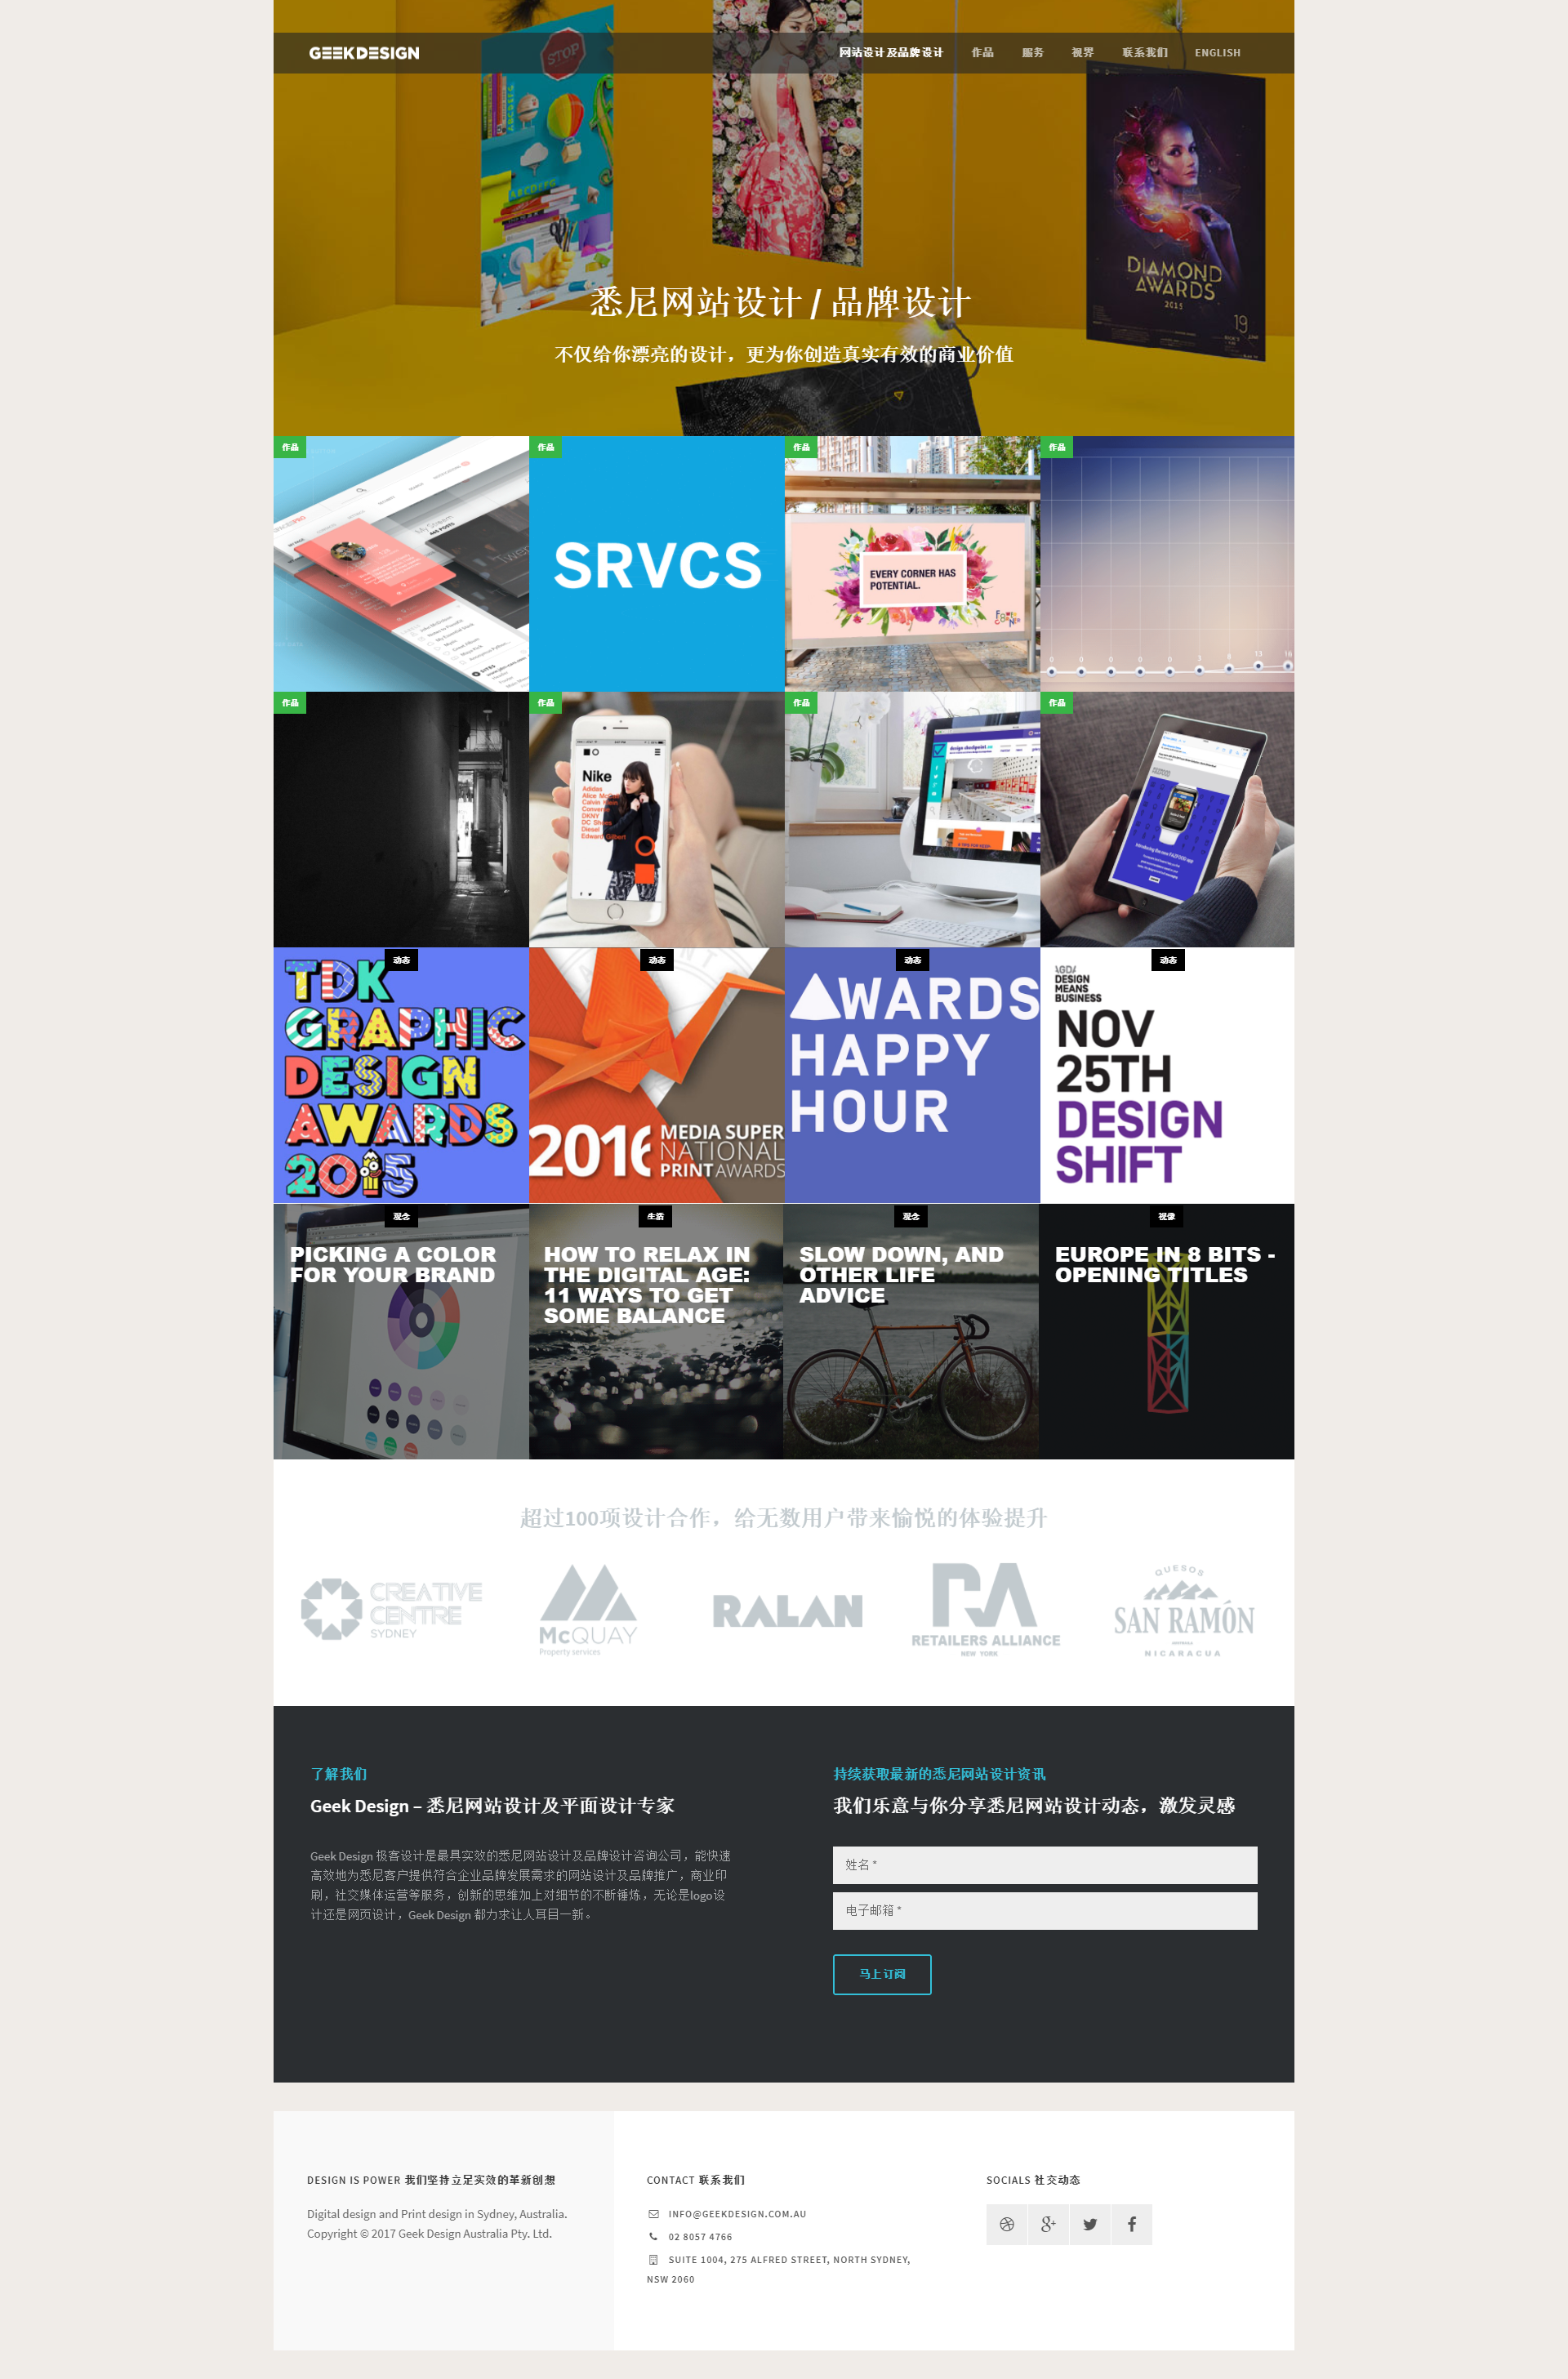 GEEK DESIGN
网站设计及品牌设计 作品 服务 视界 联系我们 ENGLISH
STOP
DIAMOND
AWARDS
2015
19
悉尼网站设计 / 品牌设计
不仅给你漂亮的设计，更为你创造真实有效的商业价值
作品
作品
SRVCS
作品
EVERY CORNER HAS
POTENTIAL.
作品
0 0 0 0 0 3 8 13 16
作品
作品
Nike
Adidas
DKNY
DC Shoes
Diesel
作品
design checkpoint
作品
动态
TDK
GRAPHIC
DESIGN
AWARDS
2015
动态
2016 MEDIA SUPER
NATIONAL
PRINT AWARDS
动态
AWARDS
HAPPY
HOUR
动态
AGDA
DESIGN
MEANS
BUSINESS
NOV
25TH
DESIGN
SHIFT
观念
PICKING A COLOR
FOR YOUR BRAND
生活
HOW TO RELAX IN
THE DIGITAL AGE:
11 WAYS TO GET
SOME BALANCE
观念
SLOW DOWN, AND
OTHER LIFE
ADVICE
视像
EUROPE IN 8 BITS -
OPENING TITLES
超过100项设计合作，给无数用户带来愉悦的体验提升
CREATIVE
CENTRE
SYDNEY
McQUAY
Property services
RALAN
RA
RETAILERS ALLIANCE
NEW YORK
QUESOS
SAN RAMÓN
AUSTRALIA
NICARACUA
了解我们
Geek Design – 悉尼网站设计及平面设计专家
Geek Design 极客设计是最具实效的悉尼网站设计及品牌设计咨询公司，能快速
高效地为悉尼客户提供符合企业品牌发展需求的网站设计及品牌推广，商业印
刷，社交媒体运营等服务，创新的思维加上对细节的不断锤炼，无论是logo设
计还是网页设计，Geek Design 都力求让人耳目一新。
持续获取最新的悉尼网站设计资讯
我们乐意与你分享悉尼网站设计动态，激发灵感
姓名 *
电子邮箱 *
马上订阅
DESIGN IS POWER 我们坚持立足实效的革新创想
Digital design and Print design in Sydney, Australia.
Copyright © 2017 Geek Design Australia Pty. Ltd.
CONTACT 联系我们
INFO@GEEKDESIGN.COM.AU
02 8057 4766
SUITE 1004, 275 ALFRED STREET, NORTH SYDNEY,
NSW 2060
SOCIALS 社交动态